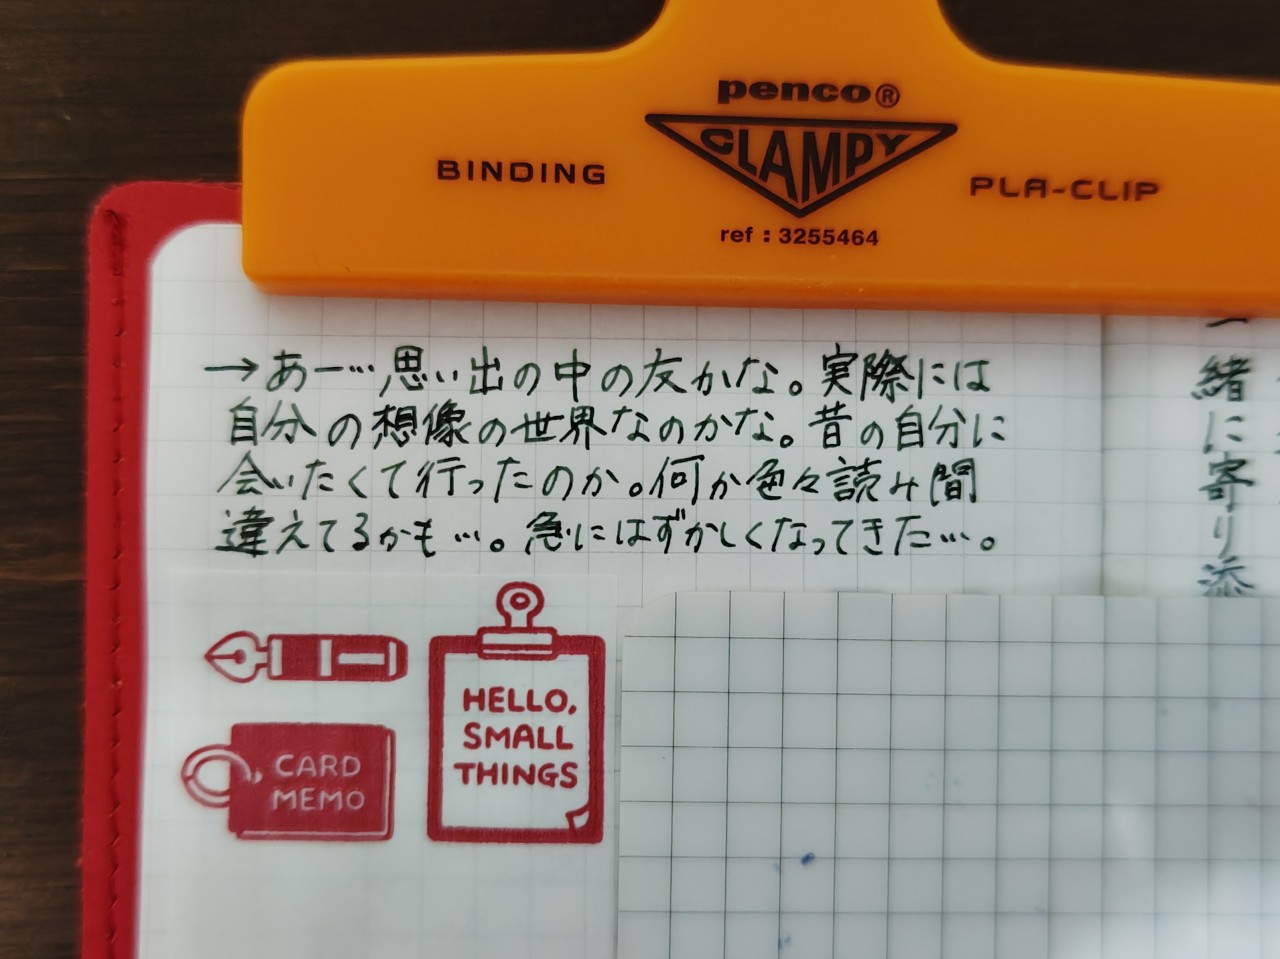 penco®
CLAMPY
BINDING
PLA-CLIP
ref : 3255464
→あー…思い出の中の友かな。実際には
自分の想像の世界なのかな。昔の自分に
会いたくて行ったのか。何か色々読み間
違えてるかも…。急にはずかしくなってきた…。
緒に寄り添
HELLO,
SMALL
THINGS
CARD
MEMO